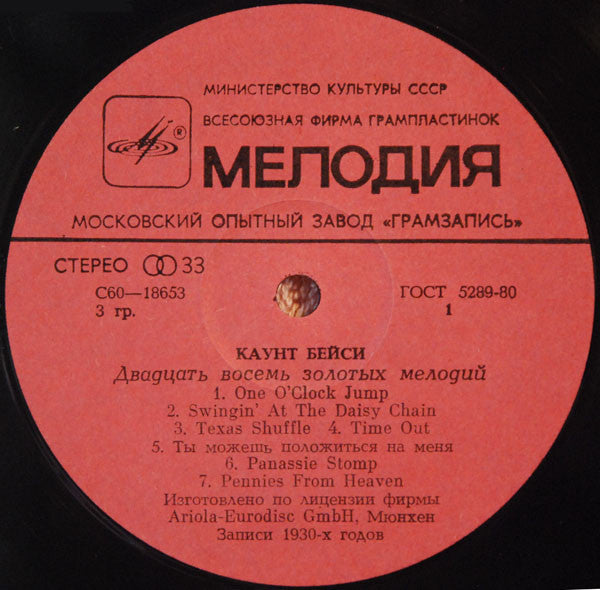 МИНИСТЕРСТВО КУЛЬТУРЫ СССР
ВСЕСОЮЗНАЯ ФИРМА ГРАМПЛАСТИНОК
®
МЕЛОДИЯ
МОСКОВСКИЙ ОПЫТНЫЙ ЗАВОД «ГРАМЗАПИСЬ»
СТЕРЕО 33
С60—18653 ГОСТ 5289-80
3 гр. 1
КАУНТ БЕЙСИ
Двадцать восемь золотых мелодий
1. One O'Clock Jump
2. Swingin' At The Daisy Chain
3. Texas Shuffle 4. Time Out
5. Ты можешь положиться на меня
6. Panassie Stomp
7. Pennies From Heaven
Изготовлено по лицензии фирмы
Ariola-Eurodisc GmbH, Мюнхен
Записи 1930-х годов